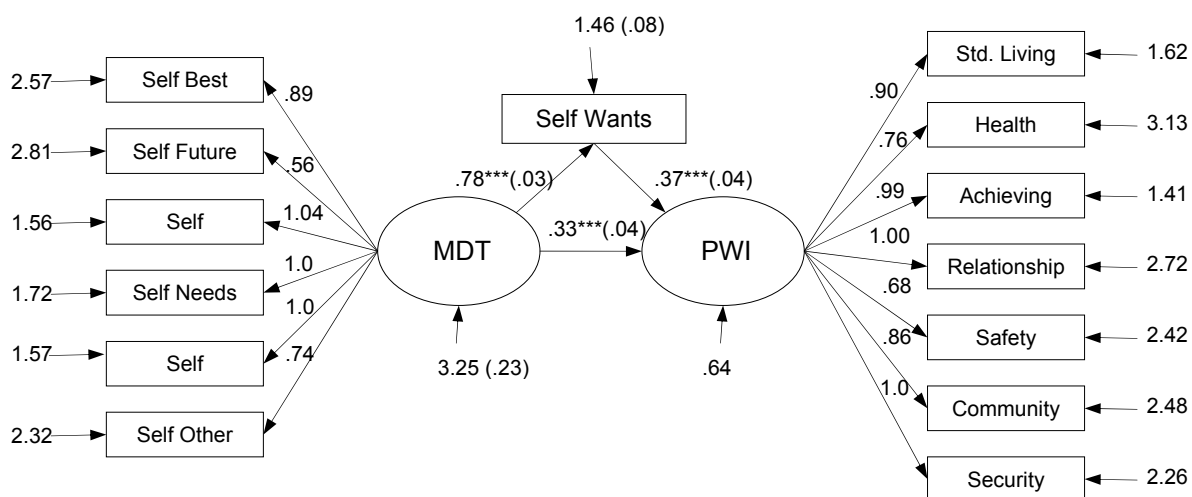 1.46 (.08)
2.57
Self Best
.89
Self Wants
Std. Living
1.62
.90
2.81
Self Future
.56
Health
3.13
.76
.78***(.03)
.37***(.04)
1.56
Self
1.04
Achieving
1.41
.99
MDT
.33***(.04)
PWI
1.00
1.72
Self Needs
1.0
Relationship
2.72
.68
1.57
Self
1.0
Safety
2.42
.86
.74
3.25 (.23)
.64
1.0
2.32
Self Other
Community
2.48
Security
2.26